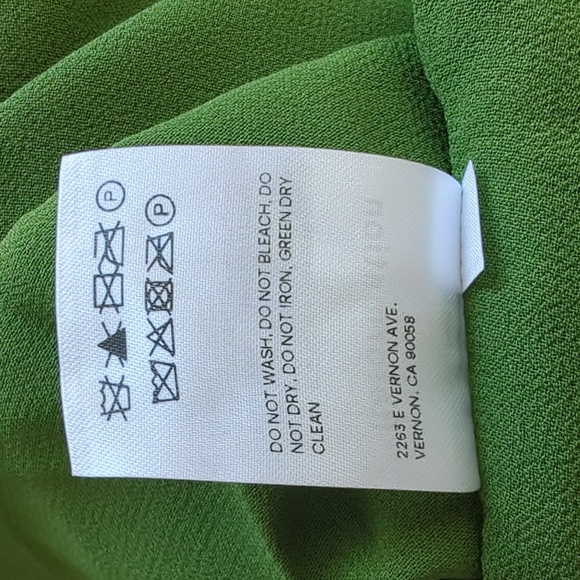 P
P
DO NOT WASH, DO NOT BLEACH, DO
NOT DRY, DO NOT IRON. GREEN DRY
CLEAN
2263 E VERNON AVE.
VERNON, CA 90058